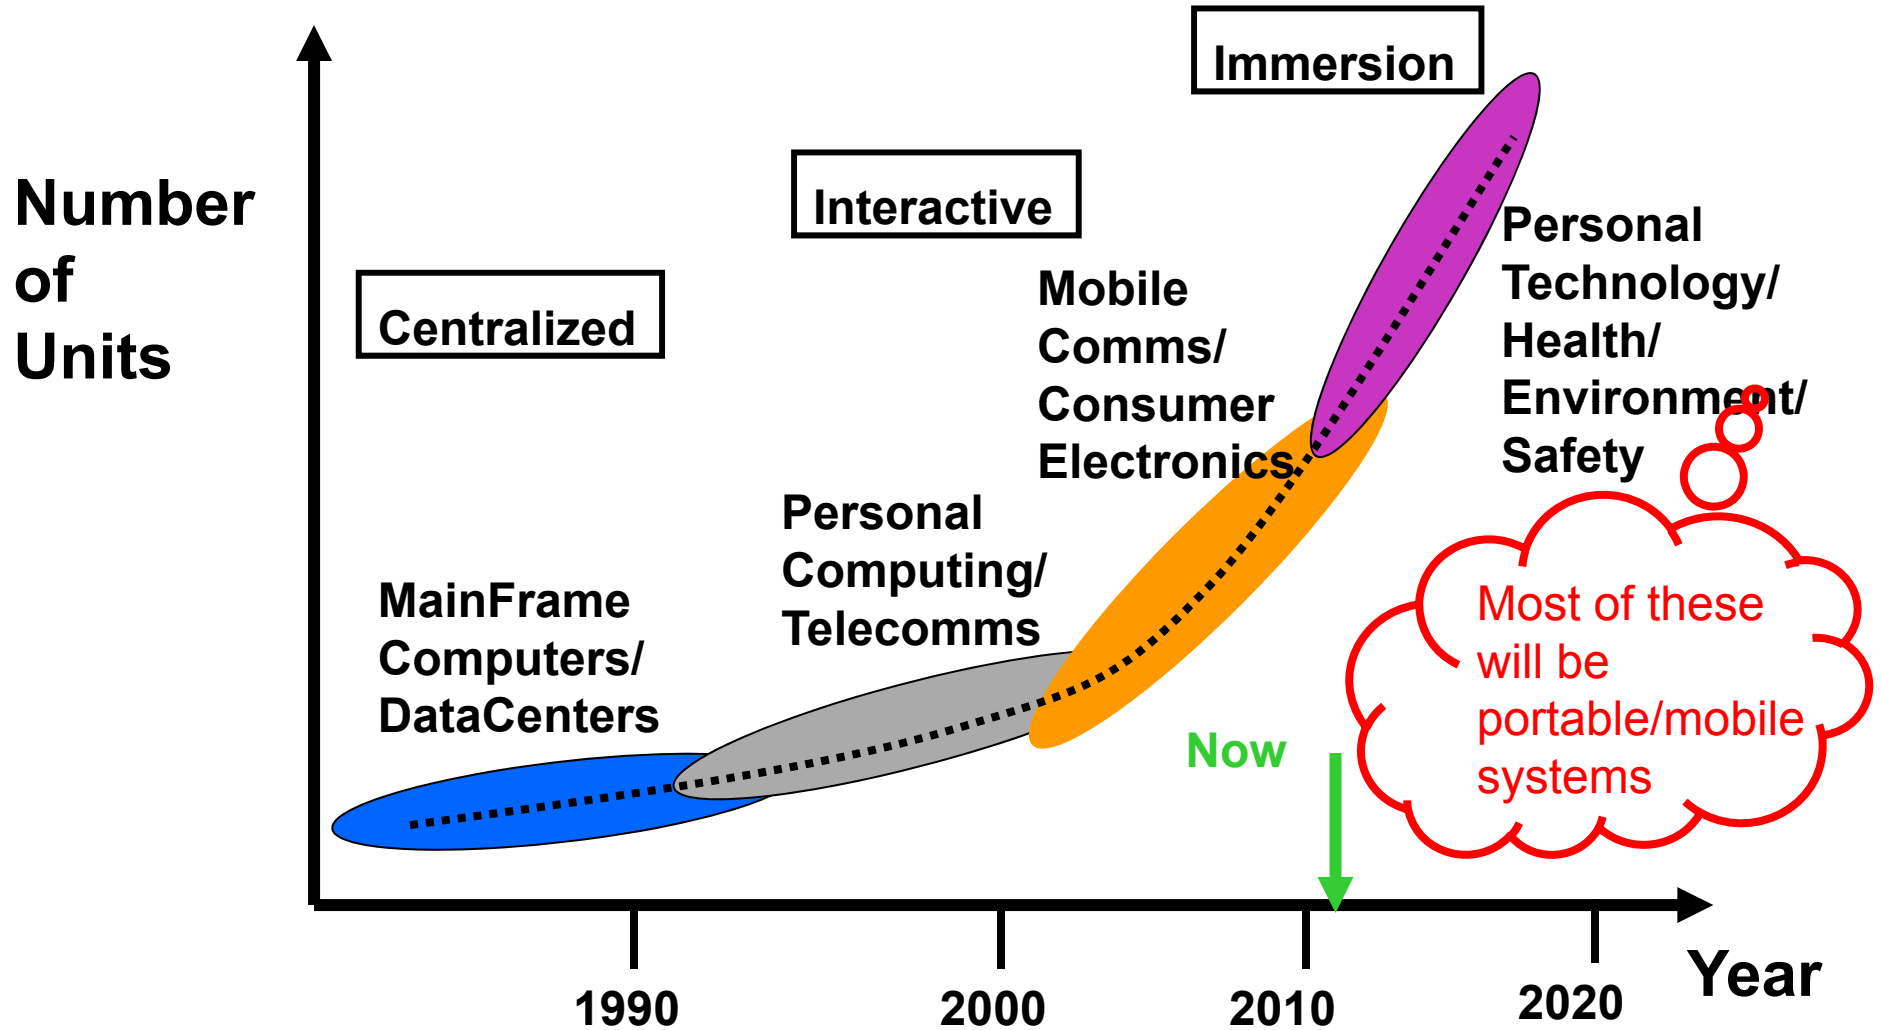 Immersion
Interactive
Centralized
Number
of
Units
Personal
Technology/
Health/
Environment/
Safety
Mobile
Comms/
Consumer
Electronics
Personal
Computing/
Telecomms
MainFrame
Computers/
DataCenters
Most of these
will be
portable/mobile
systems
Now
Year
1990
2000
2010
2020